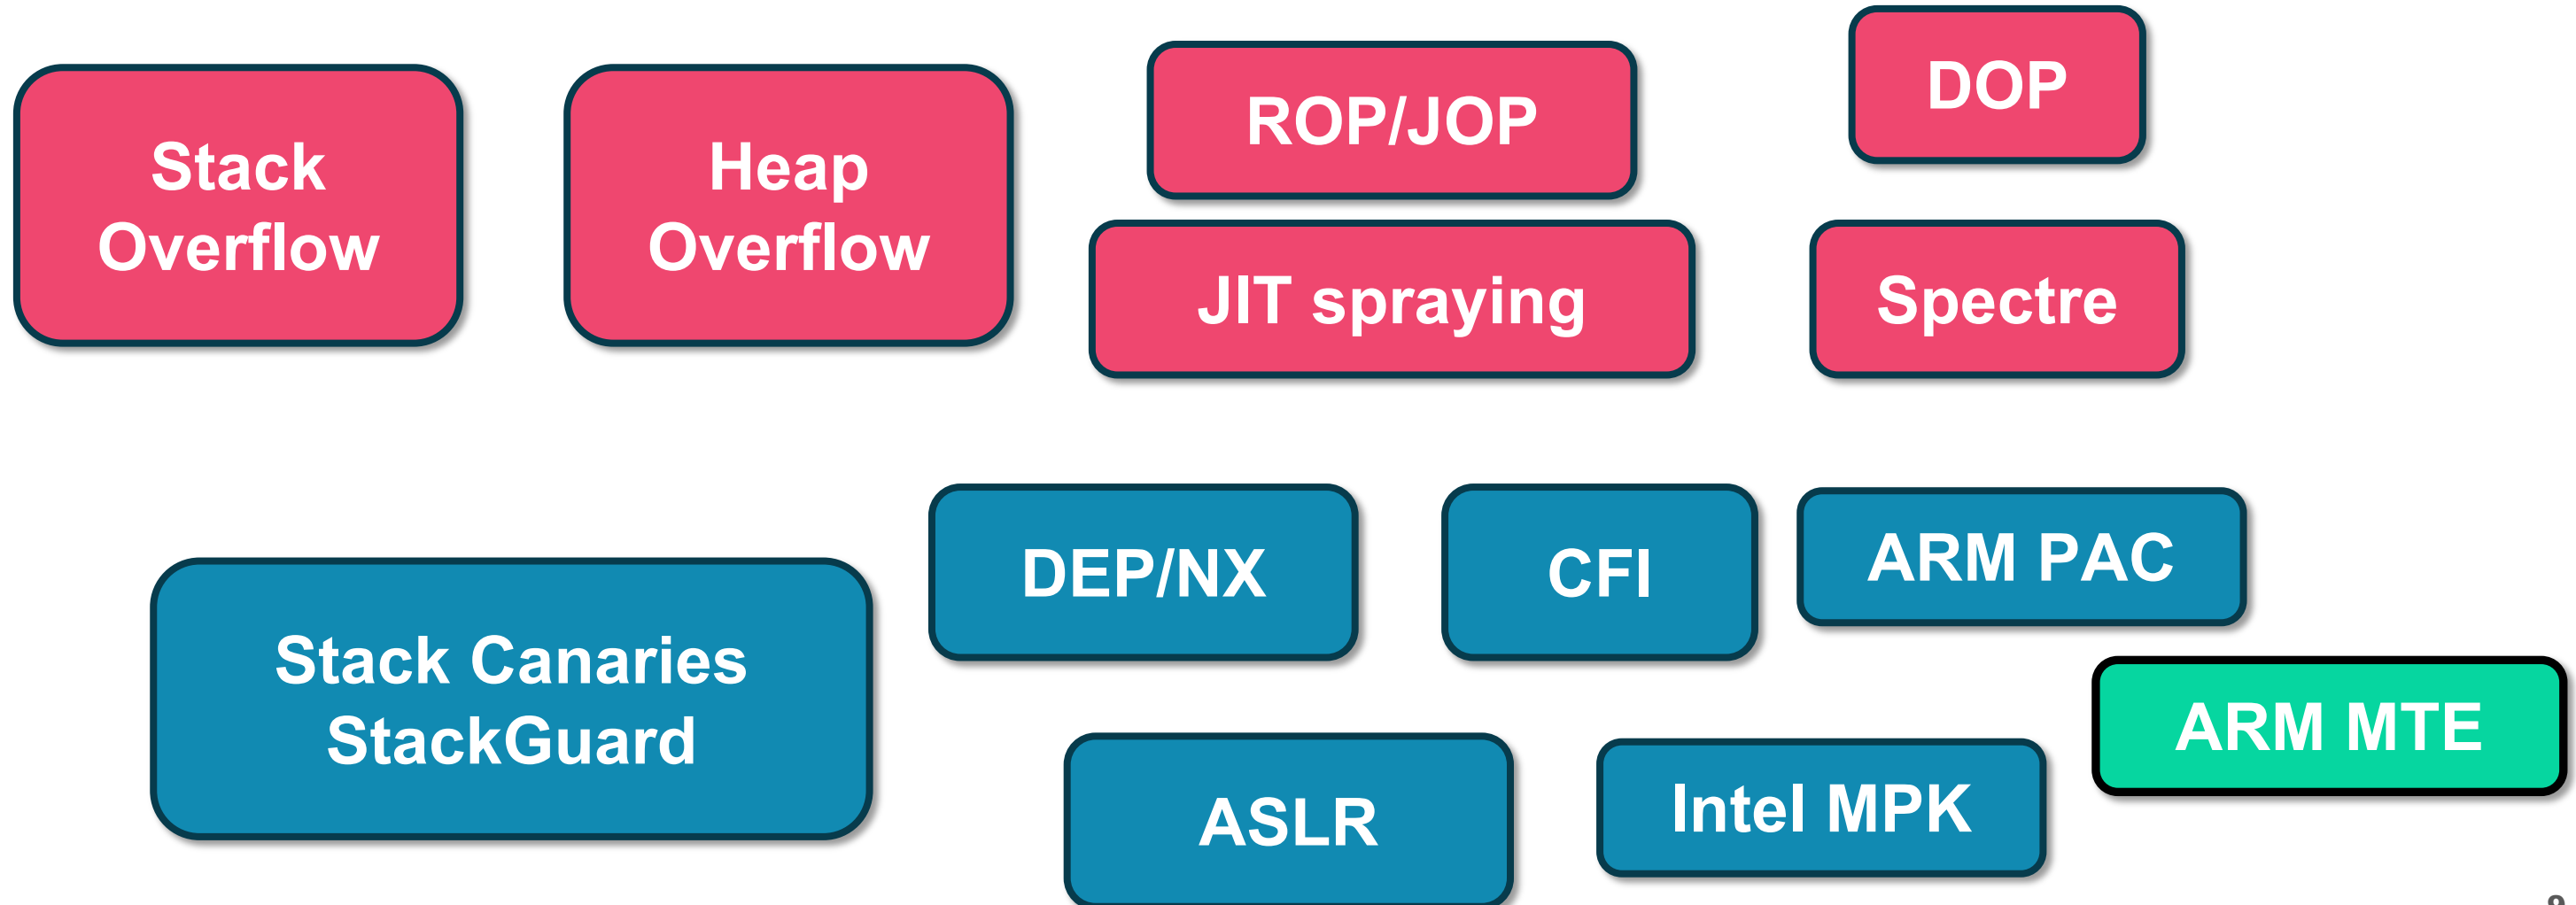 Stack
Overflow
Heap
Overflow
ROP/JOP
JIT spraying
DOP
Spectre
Stack Canaries
StackGuard
DEP/NX
CFI
ARM PAC
ASLR
Intel MPK
ARM MTE